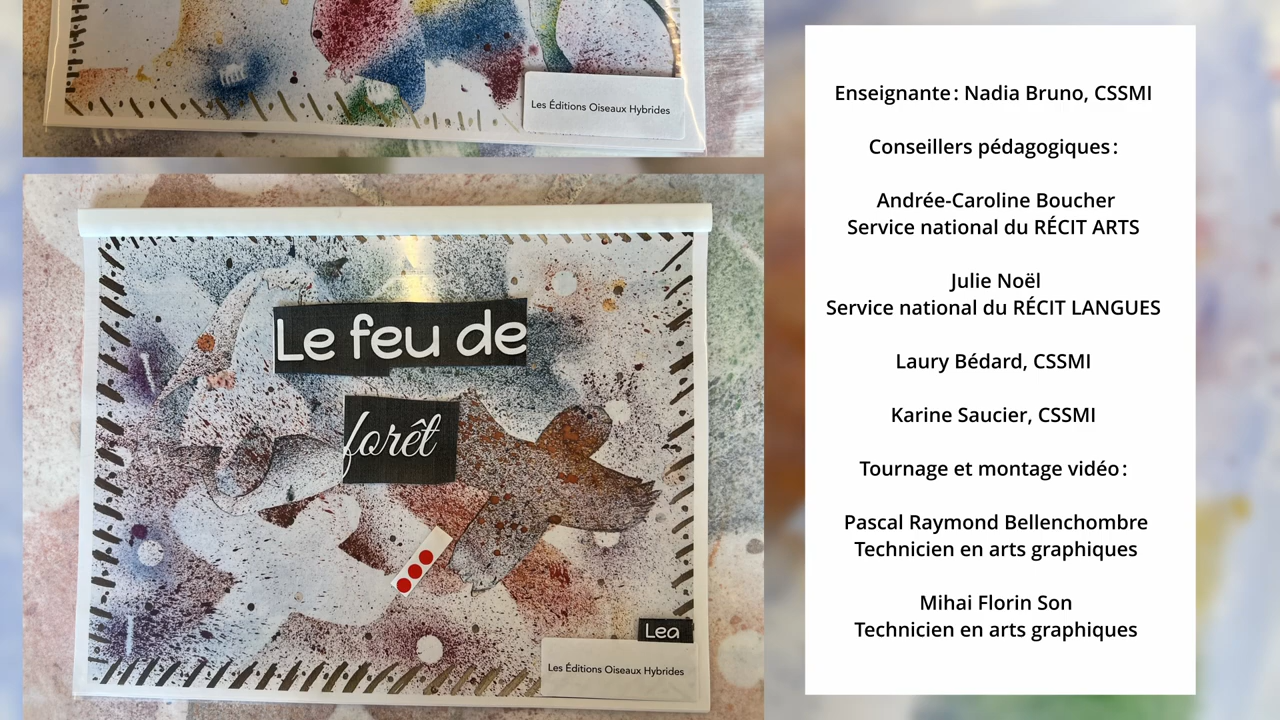 Les Éditions Oiseaux Hybrides
Le feu de
forêt
Lea
Les Éditions Oiseaux Hybrides
Enseignante : Nadia Bruno, CSSMI
Conseillers pédagogiques :
Andrée-Caroline Boucher
Service national du RÉCIT ARTS
Julie Noël
Service national du RÉCIT LANGUES
Laury Bédard, CSSMI
Karine Saucier, CSSMI
Tournage et montage vidéo :
Pascal Raymond Bellenchombre
Technicien en arts graphiques
Mihai Florin Son
Technicien en arts graphiques